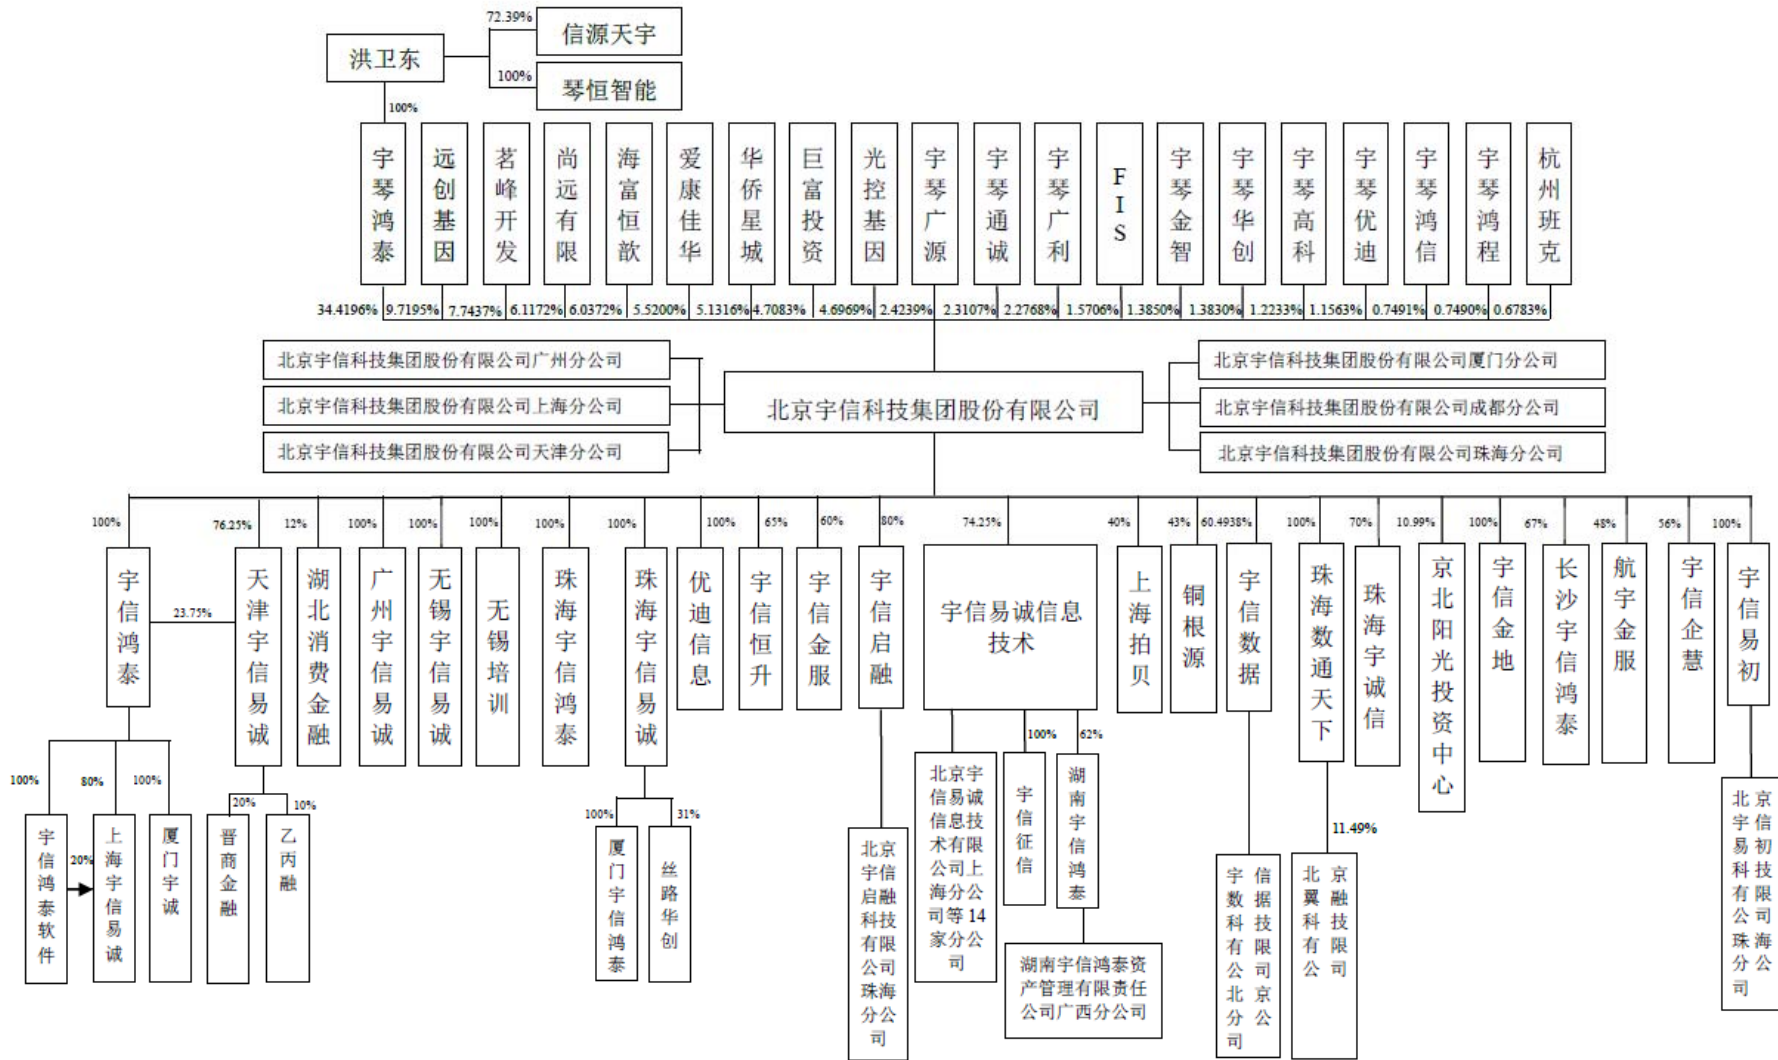 72.39%
信源天宇
洪卫东
100%
琴恒智能
100%
宇琴鸿泰
远创基因
茗峰开发
尚远有限
海富恒歆
爱康佳华
华侨星城
巨富投资
光控基因
宇琴广源
宇琴通诚
宇琴广利
FIS
宇琴金智
宇琴华创
宇琴高科
宇琴优迪
宇琴鸿信
宇琴鸿程
杭州班克
34.4196%
9.7195%
7.7437%
6.1172%
6.0372%
5.5200%
5.1316%
4.7083%
4.6969%
2.4239%
2.3107%
2.2768%
1.5706%
1.3850%
1.3830%
1.2233%
1.1563%
0.7491%
0.7490%
0.6783%
北京宇信科技集团股份有限公司广州分公司
北京宇信科技集团股份有限公司上海分公司
北京宇信科技集团股份有限公司天津分公司
北京宇信科技集团股份有限公司
北京宇信科技集团股份有限公司厦门分公司
北京宇信科技集团股份有限公司成都分公司
北京宇信科技集团股份有限公司珠海分公司
100%
76.25%
12%
100%
100%
100%
100%
100%
100%
65%
60%
80%
74.25%
40%
43%
60.4938%
100%
70%
10.99%
100%
67%
48%
56%
100%
宇信鸿泰
23.75%
天津宇信易诚
湖北消费金融
广州宇信易诚
无锡宇信易诚
无锡培训
珠海宇信鸿泰
珠海宇信易诚
优迪信息
宇信恒升
宇信金服
宇信启融
宇信易诚信息
技术
上海拍贝
铜根源
宇信数据
珠海数通天下
珠海宇诚信
京北阳光投资中心
宇信金地
长沙宇信鸿泰
航宇金服
宇信企慧
宇信易初
100%
80%
100%
20%
10%
100%
31%
100%
62%
11.49%
宇信鸿泰软件
20%
上海宇信易诚
厦门宇诚
晋商金融
乙丙融
厦门宇信鸿泰
丝路华创
北京
宇信
启融
科技
有限
公司
珠海
分公
司
北京宇
信易诚
信息技
术有限
公司上
海分公
司等14
家分公
司
宇信征信
湖南宇信鸿泰
湖南宇信鸿泰资
产管理有限责任
公司广西分公司
宇信
数据
科技
有限
公司
北京
分公
司
北京
翼融
科技
有限
公司
北京
宇信
易初
科技
有限
公司
珠海
分公
司